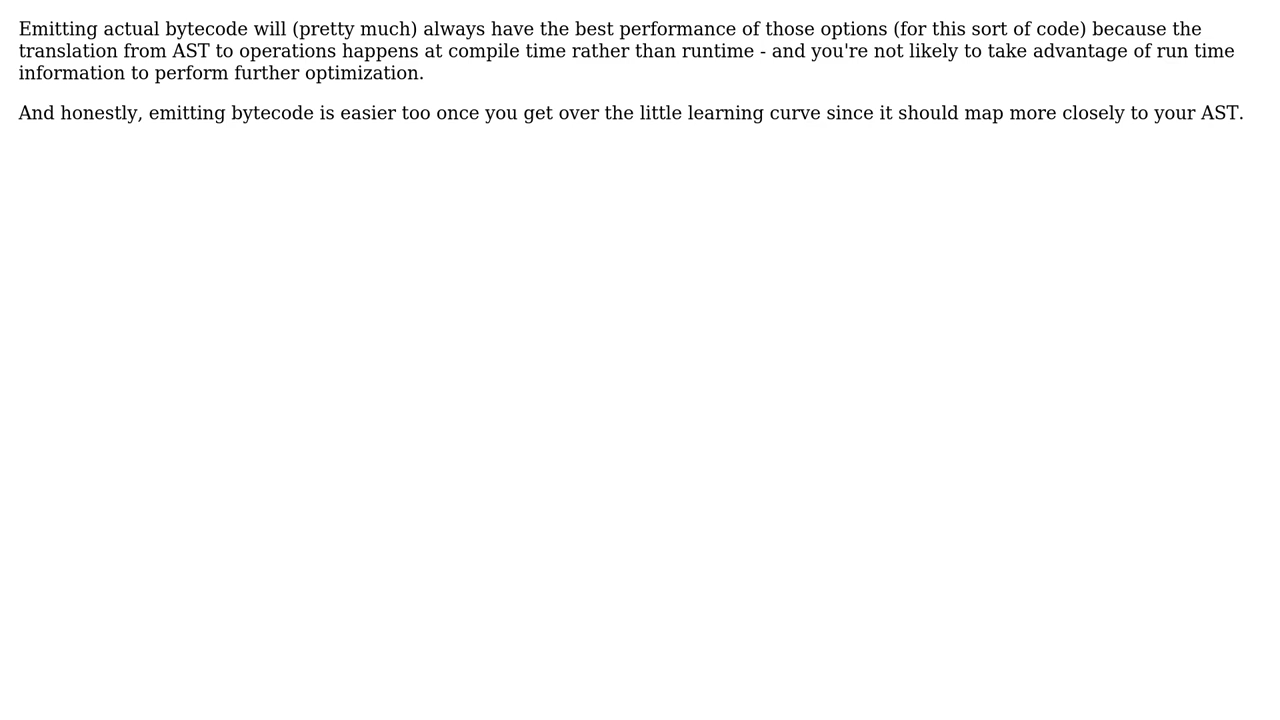 Emitting actual bytecode will (pretty much) always have the best performance of those options (for this sort of code) because the
translation from AST to operations happens at compile time rather than runtime - and you're not likely to take advantage of run time
information to perform further optimization.
And honestly, emitting bytecode is easier too once you get over the little learning curve since it should map more closely to your AST.